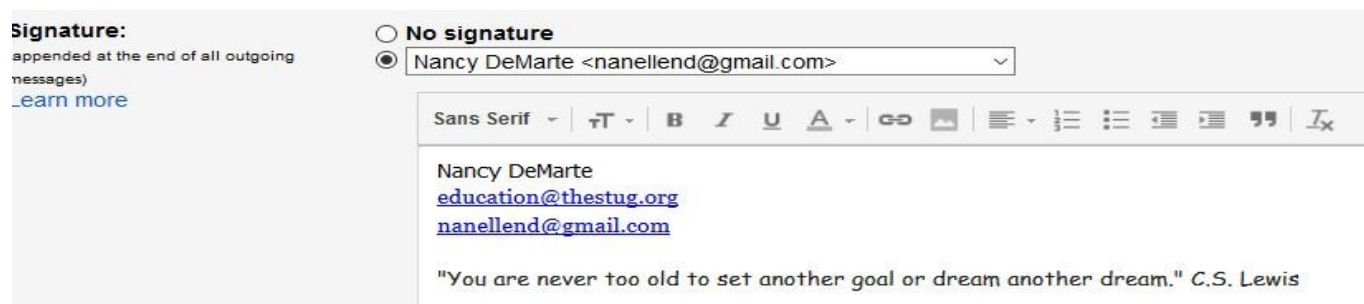 Signature:
(appended at the end of all outgoing
messages)
Learn more
No signature
Nancy DeMarte <nanellend@gmail.com>
Sans Serif
Nancy DeMarte
education@thestug.org
nanellend@gmail.com
"You are never too old to set another goal or dream another dream." C.S. Lewis